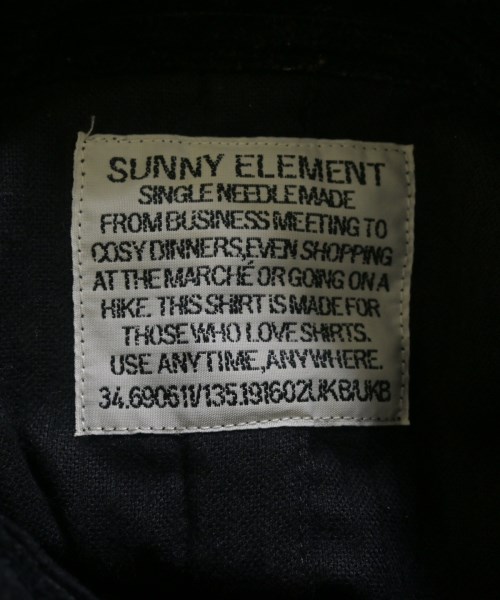 SUNNY ELEMENT
SINGLE NEEDLE MADE
FROM BUSINESS MEETING TO
COSY DINNERS,EVEN SHOPPING
AT THE MARCHÉ OR GOING ON A
HIKE. THIS SHIRT IS MADE FOR
THOSE WHO LOVE SHIRTS.
USE ANYTIME,ANYWHERE.
34.690611/135.191602UKB/UKB